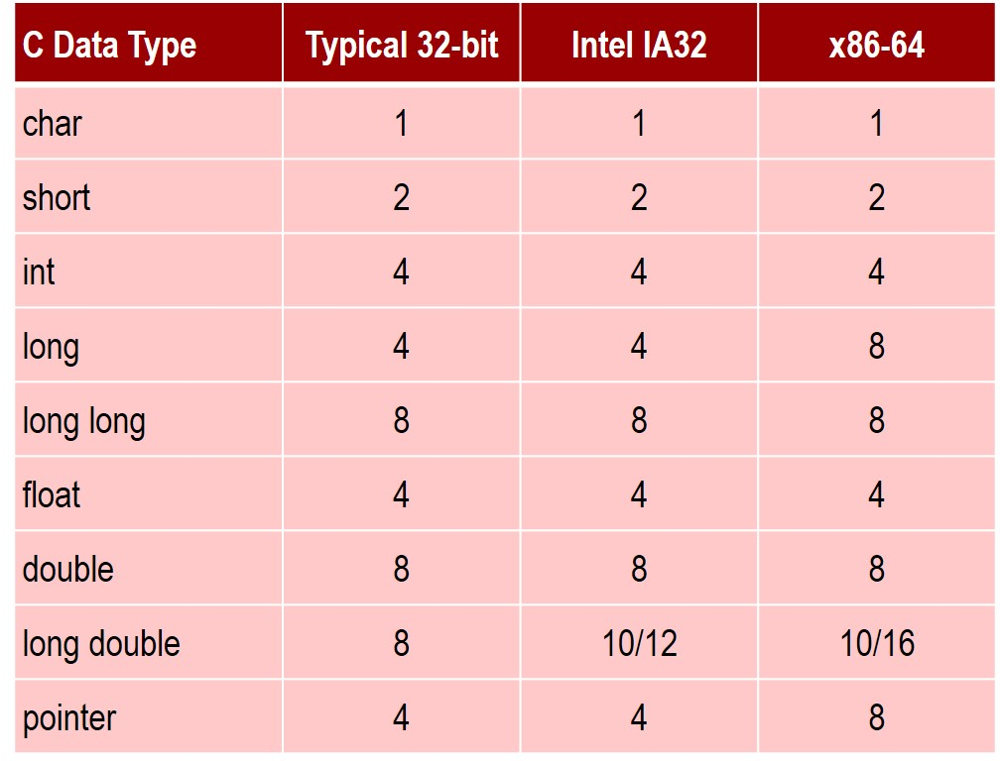 C Data Type Typical 32-bit Intel IA32 x86-64
char 1 1 1
short 2 2 2
int 4 4 4
long 4 4 8
long long 8 8 8
float 4 4 4
double 8 8 8
long double 8 10/12 10/16
pointer 4 4 8